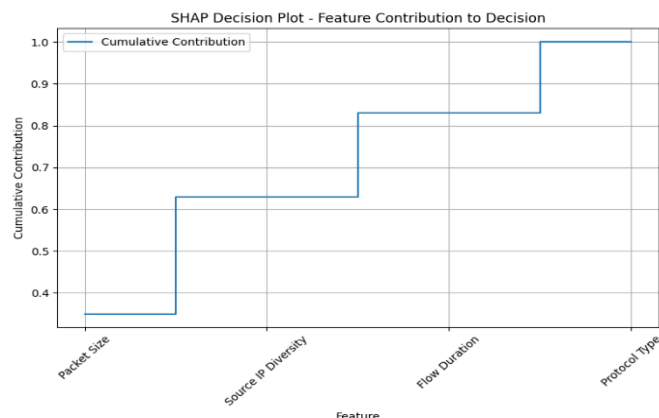 SHAP Decision Plot - Feature Contribution to Decision
Cumulative Contribution
1.0
0.9
0.8
0.7
0.6
0.5
0.4
Cumulative Contribution
Packet Size
Source IP Diversity
Flow Duration
Protocol Type
Feature